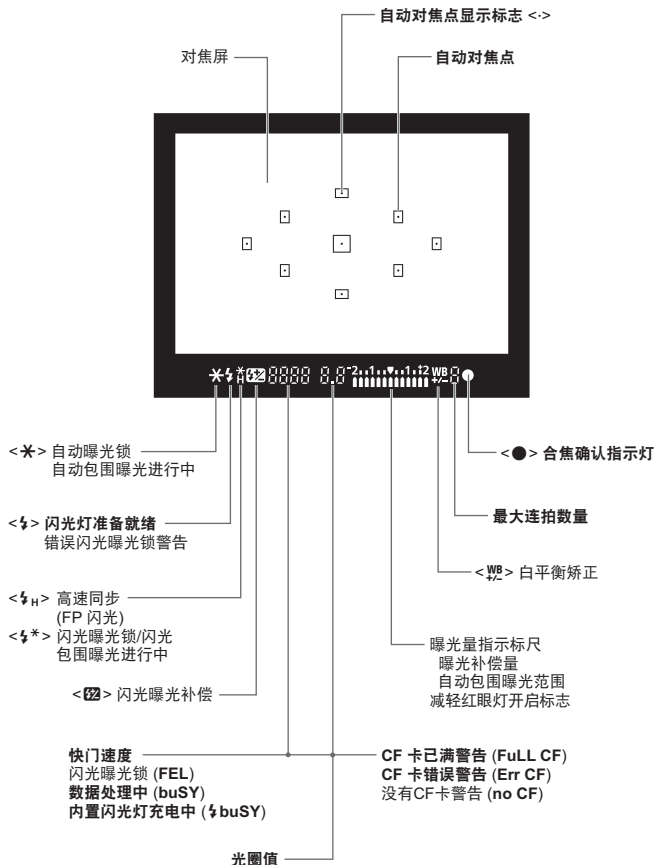 自动对焦点显示标志 <·>
对焦屏
自动对焦点
-2..1..▼..1.‡2
WB
+/-
<✱> 自动曝光锁
自动包围曝光进行中
<●> 合焦确认指示灯
<⚡> 闪光灯准备就绪
错误闪光曝光锁警告
最大连拍数量
<WB+/-> 白平衡矫正
<⚡H> 高速同步
(FP 闪光)
<⚡*> 闪光曝光锁/闪光
包围曝光进行中
曝光量指示标尺
曝光补偿量
自动包围曝光范围
减轻红眼灯开启标志
<⚡±> 闪光曝光补偿
快门速度
闪光曝光锁 (FEL)
数据处理中 (buSY)
内置闪光灯充电中 (⚡buSY)
CF 卡已满警告 (FuLL CF)
CF 卡错误警告 (Err CF)
没有CF卡警告 (no CF)
光圈值